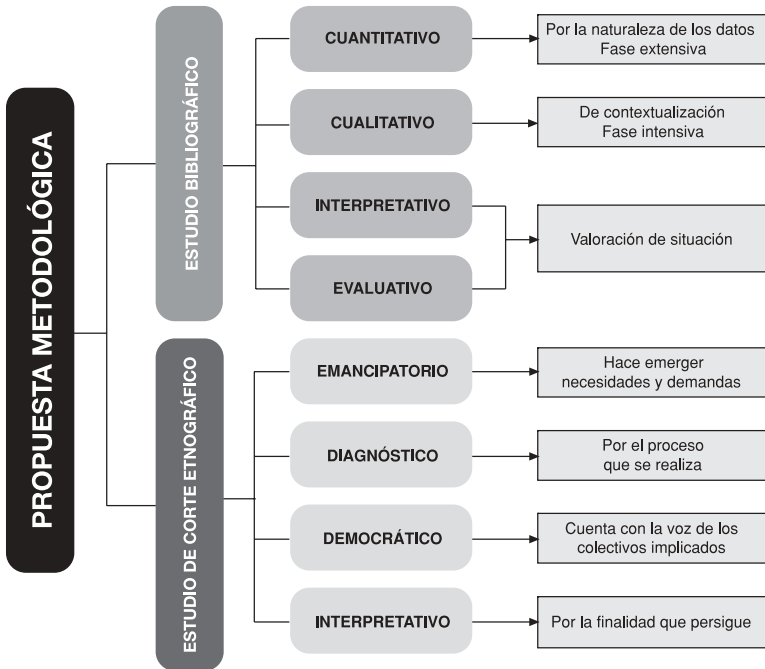 PROPUESTA METODOLÓGICA
ESTUDIO BIBLIOGRÁFICO
CUANTITATIVO
Por la naturaleza de los datos
Fase extensiva
CUALITATIVO
De contextualización
Fase intensiva
INTERPRETATIVO
EVALUATIVO
Valoración de situación
ESTUDIO DE CORTE ETNOGRÁFICO
EMANCIPATORIO
Hace emerger
necesidades y demandas
DIAGNÓSTICO
Por el proceso
que se realiza
DEMOCRÁTICO
Cuenta con la voz de los
colectivos implicados
INTERPRETATIVO
Por la finalidad que persigue